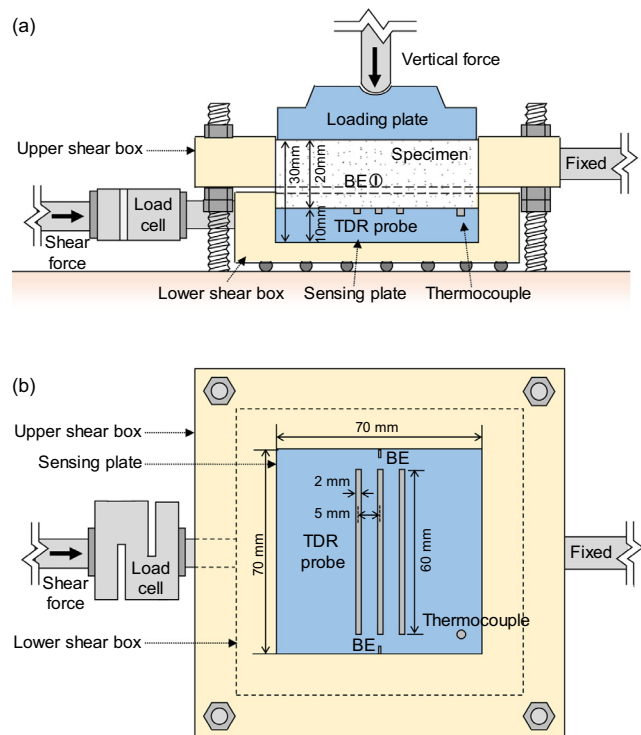 (a)
Vertical force
Loading plate
Upper shear box
Specimen
Fixed
30mm
20mm
BE
Load
cell
10mm
TDR probe
Shear
force
Lower shear box
Sensing plate
Thermocouple
(b)
70 mm
Upper shear box
Sensing plate
BE
2 mm
5 mm
TDR
probe
70 mm
60 mm
Load
cell
Fixed
Shear
force
Thermocouple
Lower shear box
BE